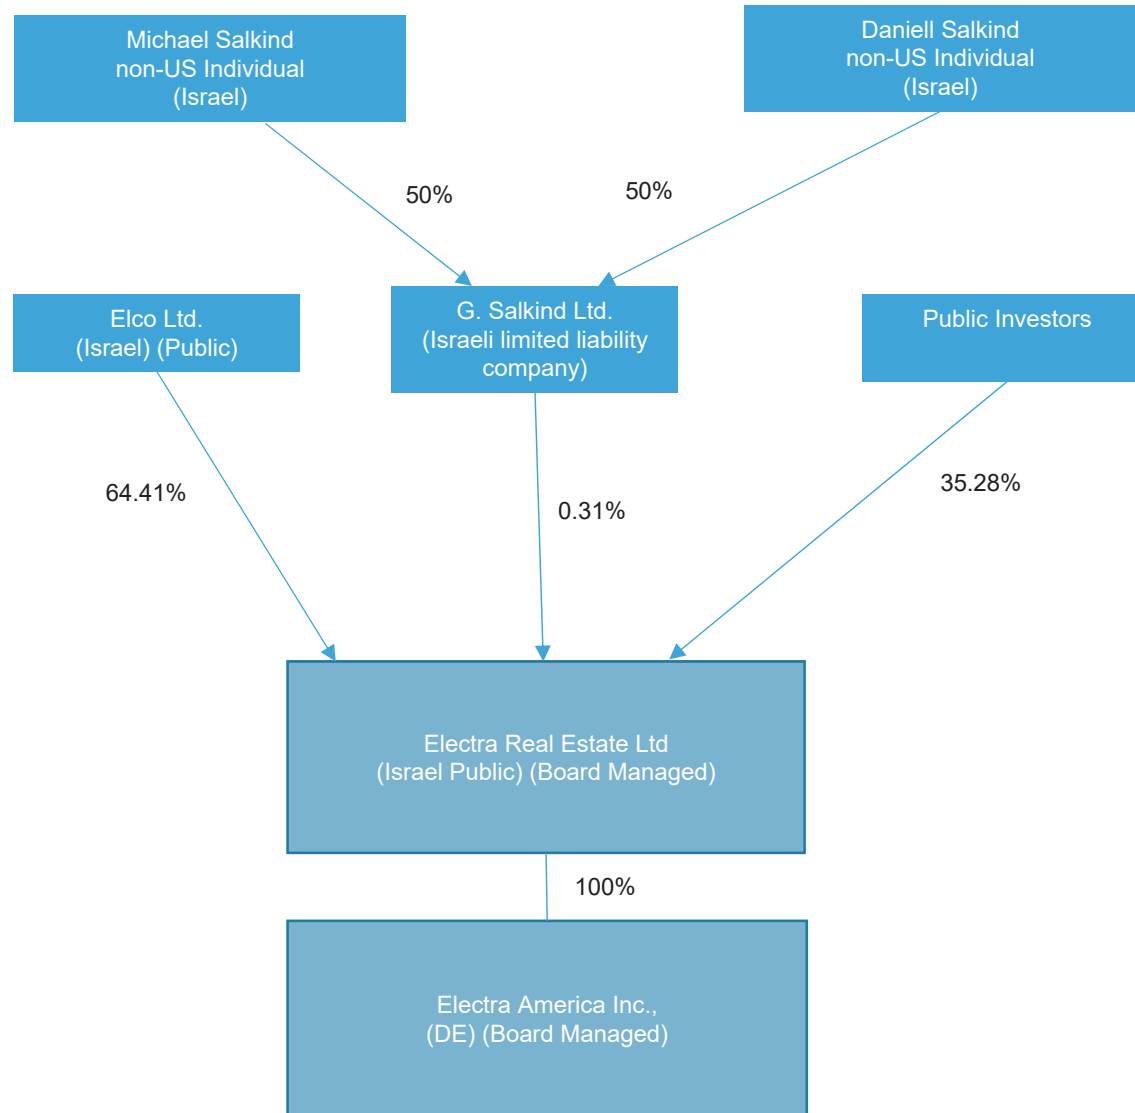 Michael Salkind
non-US Individual
(Israel)
Daniell Salkind
non-US Individual
(Israel)
50%
50%
Elco Ltd.
(Israel) (Public)
G. Salkind Ltd.
(Israeli limited liability
company)
Public Investors
64.41%
0.31%
35.28%
Electra Real Estate Ltd
(Israel Public) (Board Managed)
100%
Electra America Inc.,
(DE) (Board Managed)